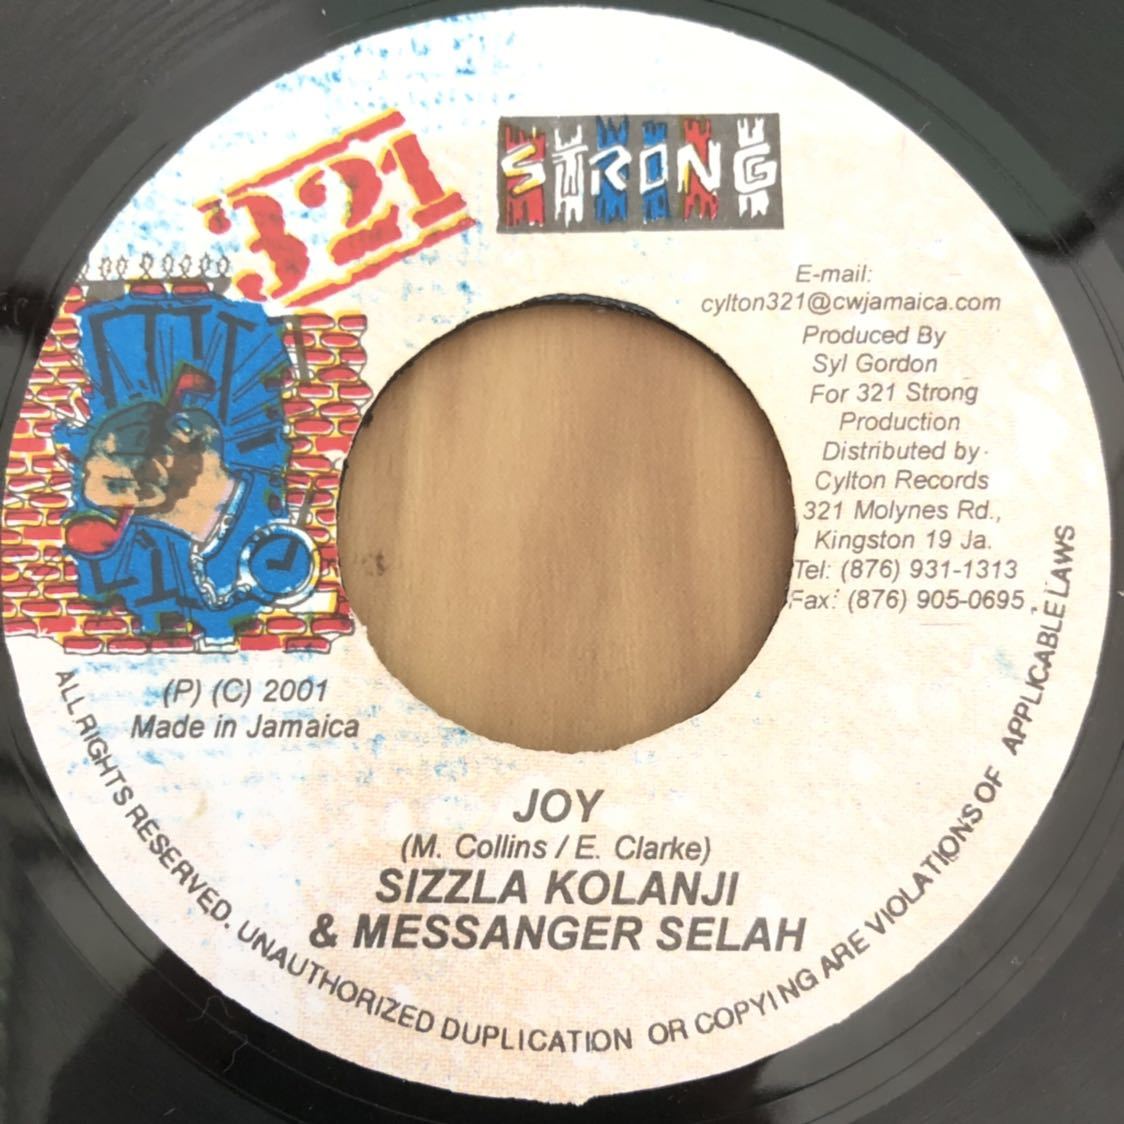 321
STRONG
E-mail:
cylton321@cwjamaica.com
Produced By
Syl Gordon
For 321 Strong
Production
Distributed by
Cylton Records
321 Molynes Rd.,
Kingston 19 Ja.
Tel: (876) 931-1313
Fax: (876) 905-0695
(P) (C) 2001
Made in Jamaica
JOY
(M. Collins / E. Clarke)
SIZZLA KOLANJI
& MESSANGER SELAH
ALL RIGHTS RESERVED. UNAUTHORIZED DUPLICATION OR COPYING ARE VIOLATIONS OF APPLICABLE LAWS